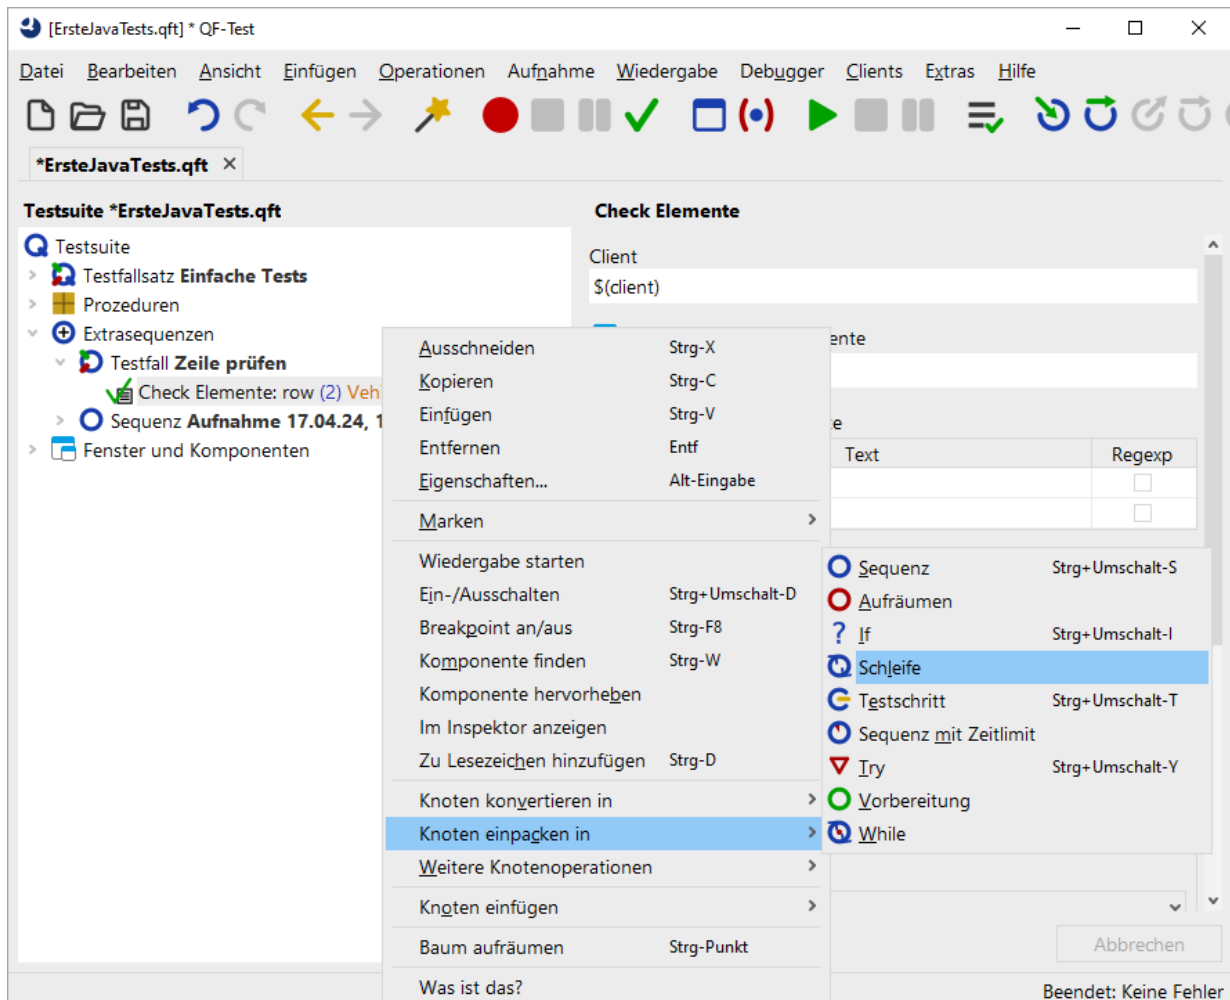 [ErsteJavaTests.qft] * QF-Test
Datei Bearbeiten Ansicht Einfügen Operationen Aufnahme Wiedergabe Debugger Clients Extras Hilfe
*ErsteJavaTests.qft
Testsuite *ErsteJavaTests.qft
Testsuite
Testfallsatz Einfache Tests
Prozeduren
Extrasequenzen
Testfall Zeile prüfen
Check Elemente: row (2)
Sequenz Aufnahme 17.04.24,
Fenster und Komponenten
Check Elemente
Client
$(client)
Text Regexp
Ausschneiden Strg-X
Kopieren Strg-C
Einfügen Strg-V
Entfernen Entf
Eigenschaften... Alt-Eingabe
Marken
Wiedergabe starten
Ein-/Ausschalten Strg+Umschalt-D
Breakpoint an/aus Strg-F8
Komponente finden Strg-W
Komponente hervorheben
Im Inspektor anzeigen
Zu Lesezeichen hinzufügen Strg-D
Knoten konvertieren in
Knoten einpacken in
Weitere Knotenoperationen
Knoten einfügen
Baum aufräumen Strg-Punkt
Was ist das?
Sequenz Strg+Umschalt-S
Aufräumen
If Strg+Umschalt-I
Schleife
Testschritt Strg+Umschalt-T
Sequenz mit Zeitlimit
Try Strg+Umschalt-Y
Vorbereitung
While
Abbrechen
Beendet: Keine Fehler